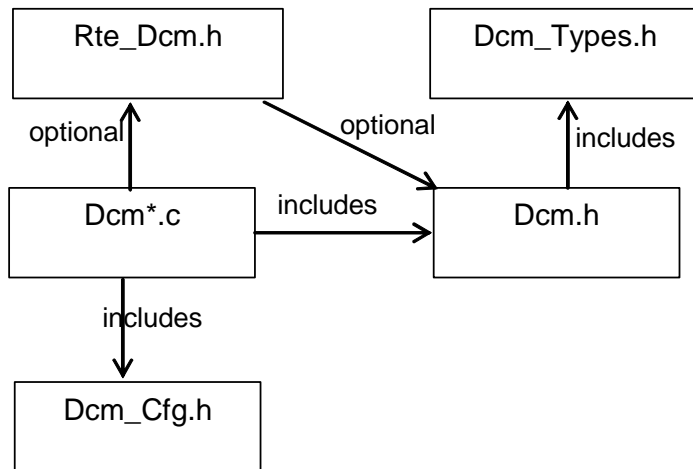 Rte_Dcm.h
Dcm_Types.h
optional
optional
includes
Dcm*.c
includes
Dcm.h
includes
Dcm_Cfg.h